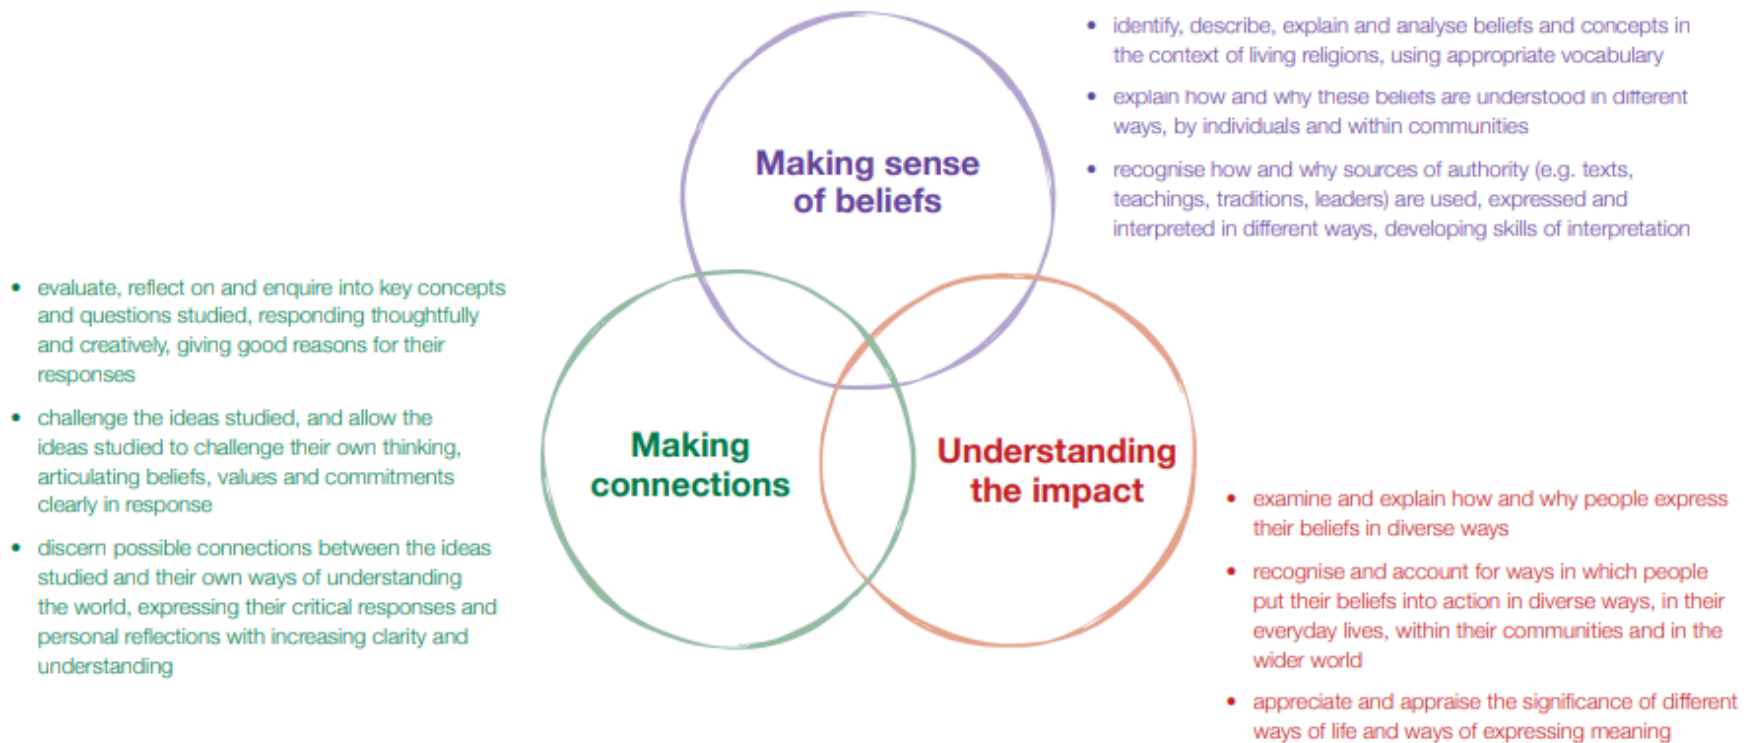 • identify, describe, explain and analyse beliefs and concepts in
the context of living religions, using appropriate vocabulary
• explain how and why these beliefs are understood in different
ways, by individuals and within communities
• recognise how and why sources of authority (e.g. texts,
teachings, traditions, leaders) are used, expressed and
interpreted in different ways, developing skills of interpretation
Making sense
of beliefs
• evaluate, reflect on and enquire into key concepts
and questions studied, responding thoughtfully
and creatively, giving good reasons for their
responses
• challenge the ideas studied, and allow the
ideas studied to challenge their own thinking,
articulating beliefs, values and commitments
clearly in response
• discern possible connections between the ideas
studied and their own ways of understanding
the world, expressing their critical responses and
personal reflections with increasing clarity and
understanding
Making
connections
Understanding
the impact
• examine and explain how and why people express
their beliefs in diverse ways
• recognise and account for ways in which people
put their beliefs into action in diverse ways, in their
everyday lives, within their communities and in the
wider world
• appreciate and appraise the significance of different
ways of life and ways of expressing meaning